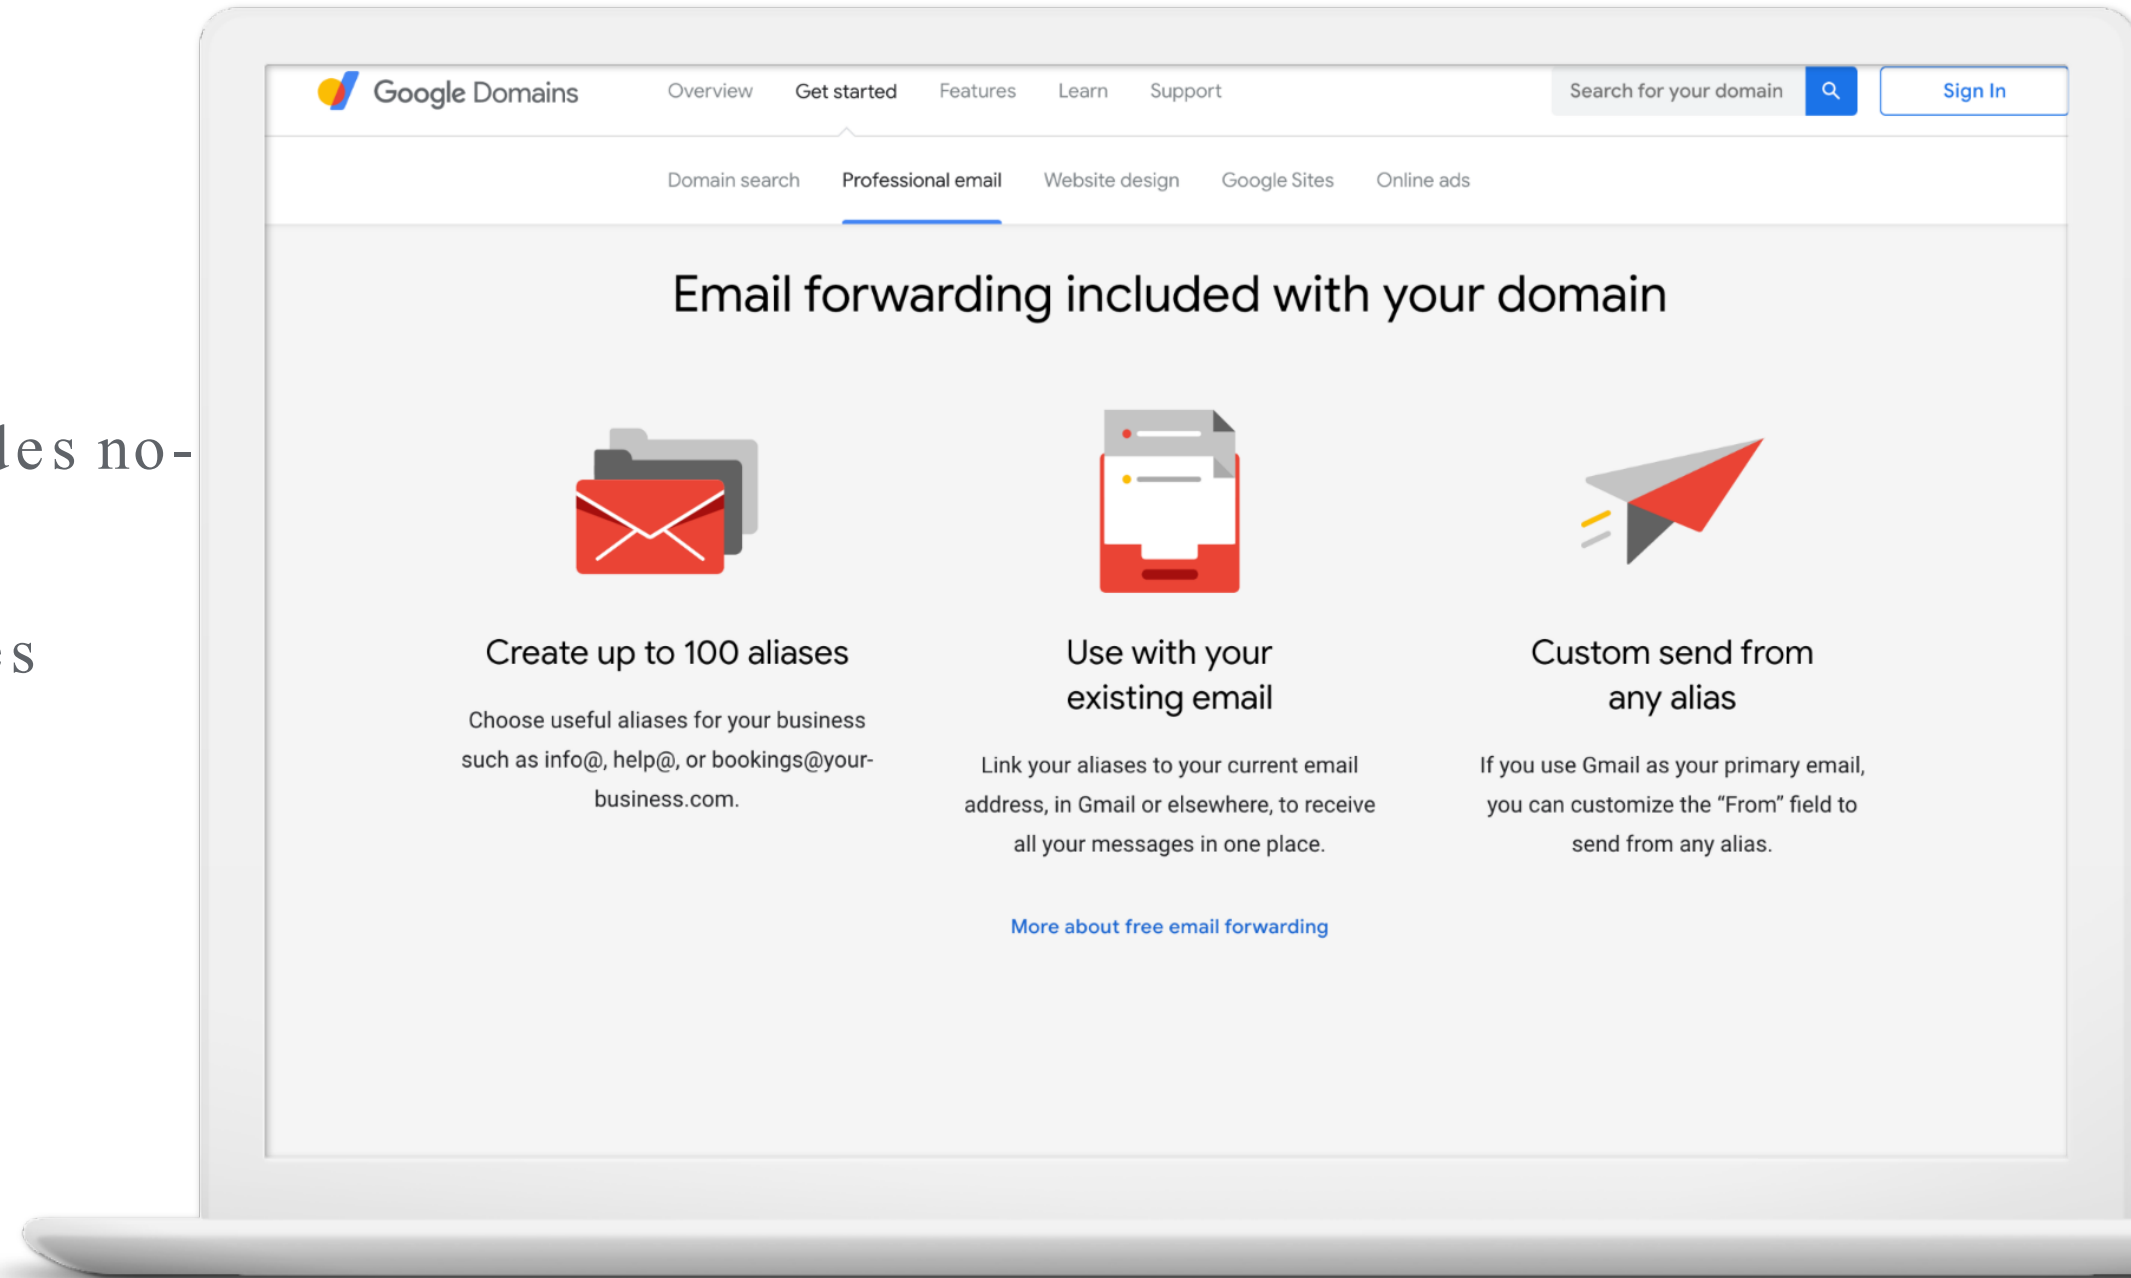 Google Domains Overview Get started Features Learn Support Search for your domain Sign In
Domain search Professional email Website design Google Sites Online ads
Email forwarding included with your domain
no-
Create up to 100 aliases
Choose useful aliases for your business
such as info@, help@, or bookings@your-
business.com.
Use with your
existing email
Link your aliases to your current email
address, in Gmail or elsewhere, to receive
all your messages in one place.
Custom send from
any alias
If you use Gmail as your primary email,
you can customize the “From” field to
send from any alias.
More about free email forwarding